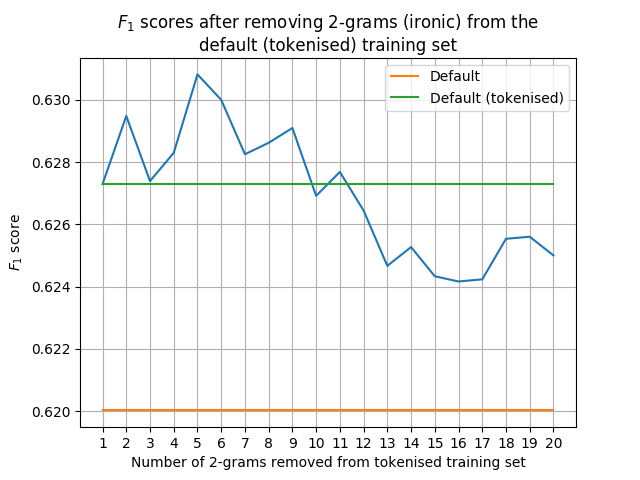 F₁ scores after removing 2-grams (ironic) from the
default (tokenised) training set
Default
Default (tokenised)
0.630
0.628
0.626
0.624
0.622
0.620
F₁ score
1 2 3 4 5 6 7 8 9 10 11 12 13 14 15 16 17 18 19 20
Number of 2-grams removed from tokenised training set